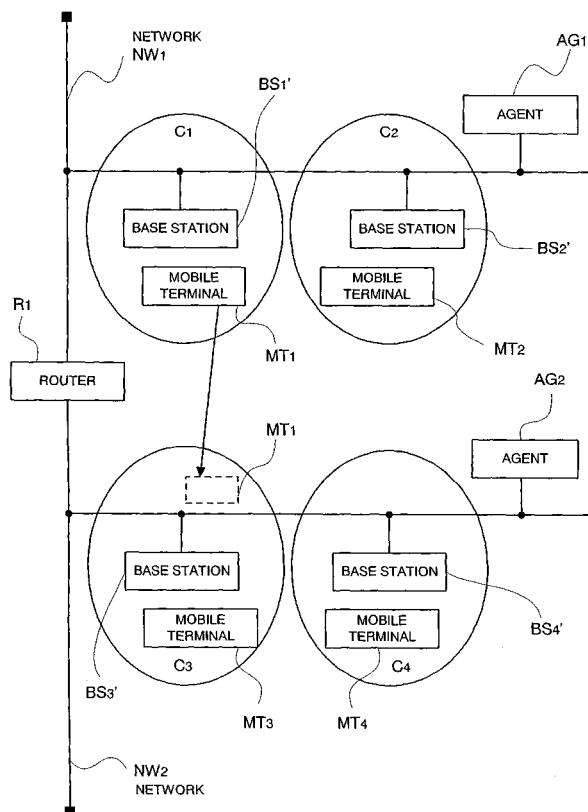 NETWORK
NW1
BS1'
AG1
AGENT
C1
C2
BASE STATION
BASE STATION
BS2'
MOBILE
TERMINAL
MOBILE
TERMINAL
R1
MT1
MT2
ROUTER
AG2
MT1
AGENT
BASE STATION
BASE STATION
BS4'
MOBILE
TERMINAL
MOBILE
TERMINAL
C3
C4
BS3'
MT3
MT4
NW2
NETWORK